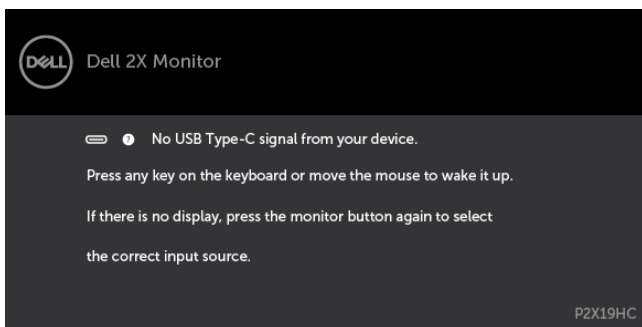 DELL Dell 2X Monitor
? No USB Type-C signal from your device.
Press any key on the keyboard or move the mouse to wake it up.
If there is no display, press the monitor button again to select
the correct input source.
P2X19HC